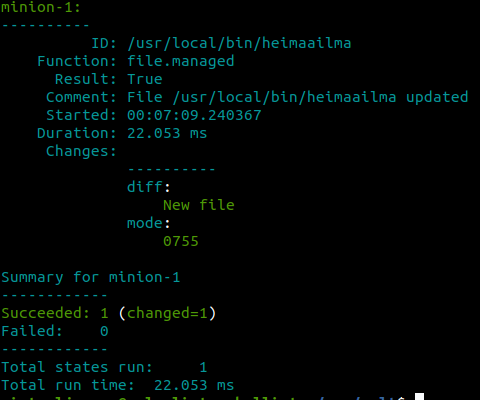 minion-1:
----------
          ID: /usr/local/bin/heimaailma
    Function: file.managed
      Result: True
     Comment: File /usr/local/bin/heimaailma updated
     Started: 00:07:09.240367
    Duration: 22.053 ms
     Changes:
              ----------
              diff:
                  New file
              mode:
                  0755

Summary for minion-1
------------
Succeeded: 1 (changed=1)
Failed:    0
------------
Total states run:     1
Total run time:  22.053 ms